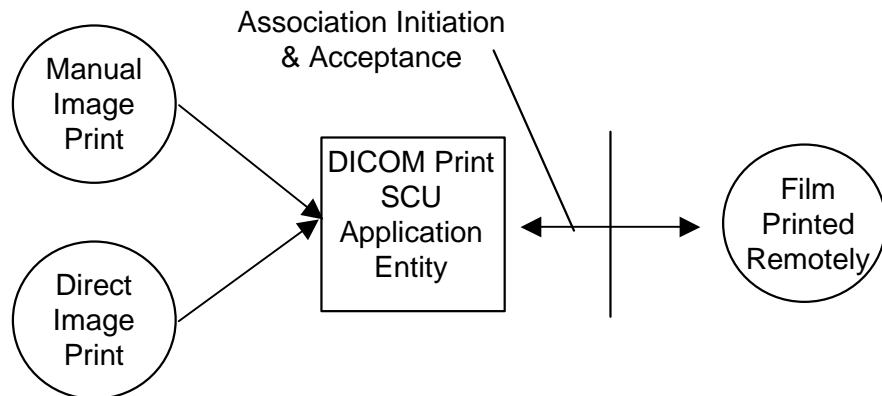 Association Initiation
& Acceptance
Manual
Image
Print
DICOM Print
SCU
Application
Entity
Film
Printed
Remotely
Direct
Image
Print